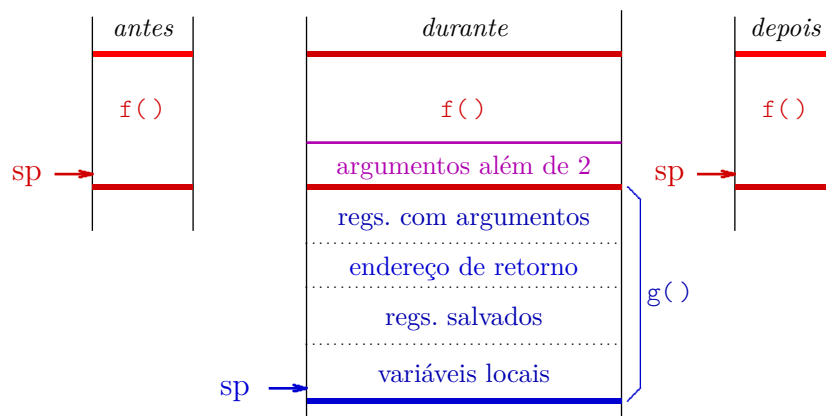 antes
durante
depois
f()
f()
f()
sp
argumentos além de 2
sp
regs. com argumentos
endereço de retorno
g()
regs. salvados
variáveis locais
sp